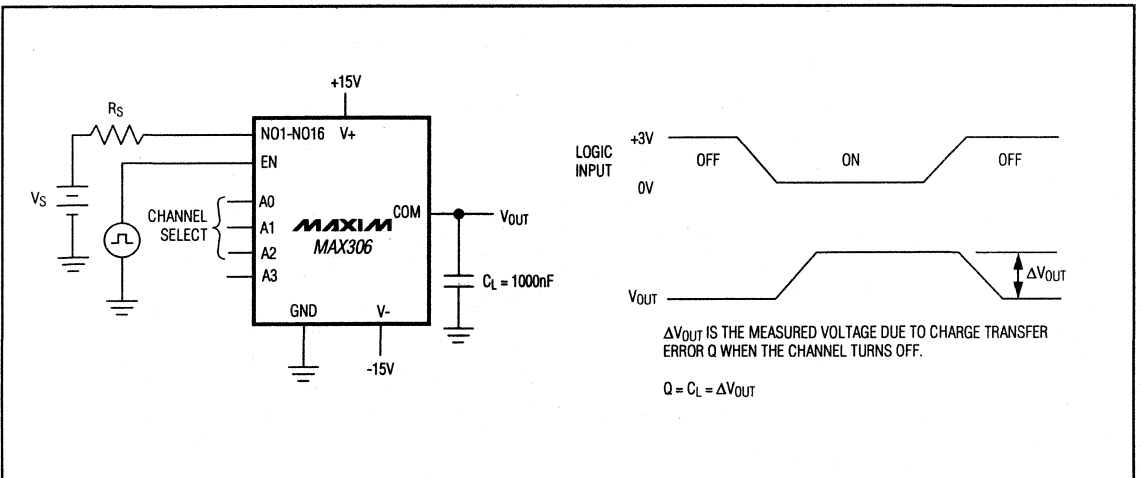 +15V
RS
NO1-NO16 V+
EN
VS
CHANNEL
SELECT
A0
A1
A2
A3
MAXIM
MAX306
COM
VOUT
CL = 1000nF
GND
V-
-15V
LOGIC
INPUT
+3V
0V
OFF
ON
OFF
VOUT
ΔVOUT
ΔVOUT IS THE MEASURED VOLTAGE DUE TO CHARGE TRANSFER
ERROR Q WHEN THE CHANNEL TURNS OFF.
Q = CL = ΔVOUT